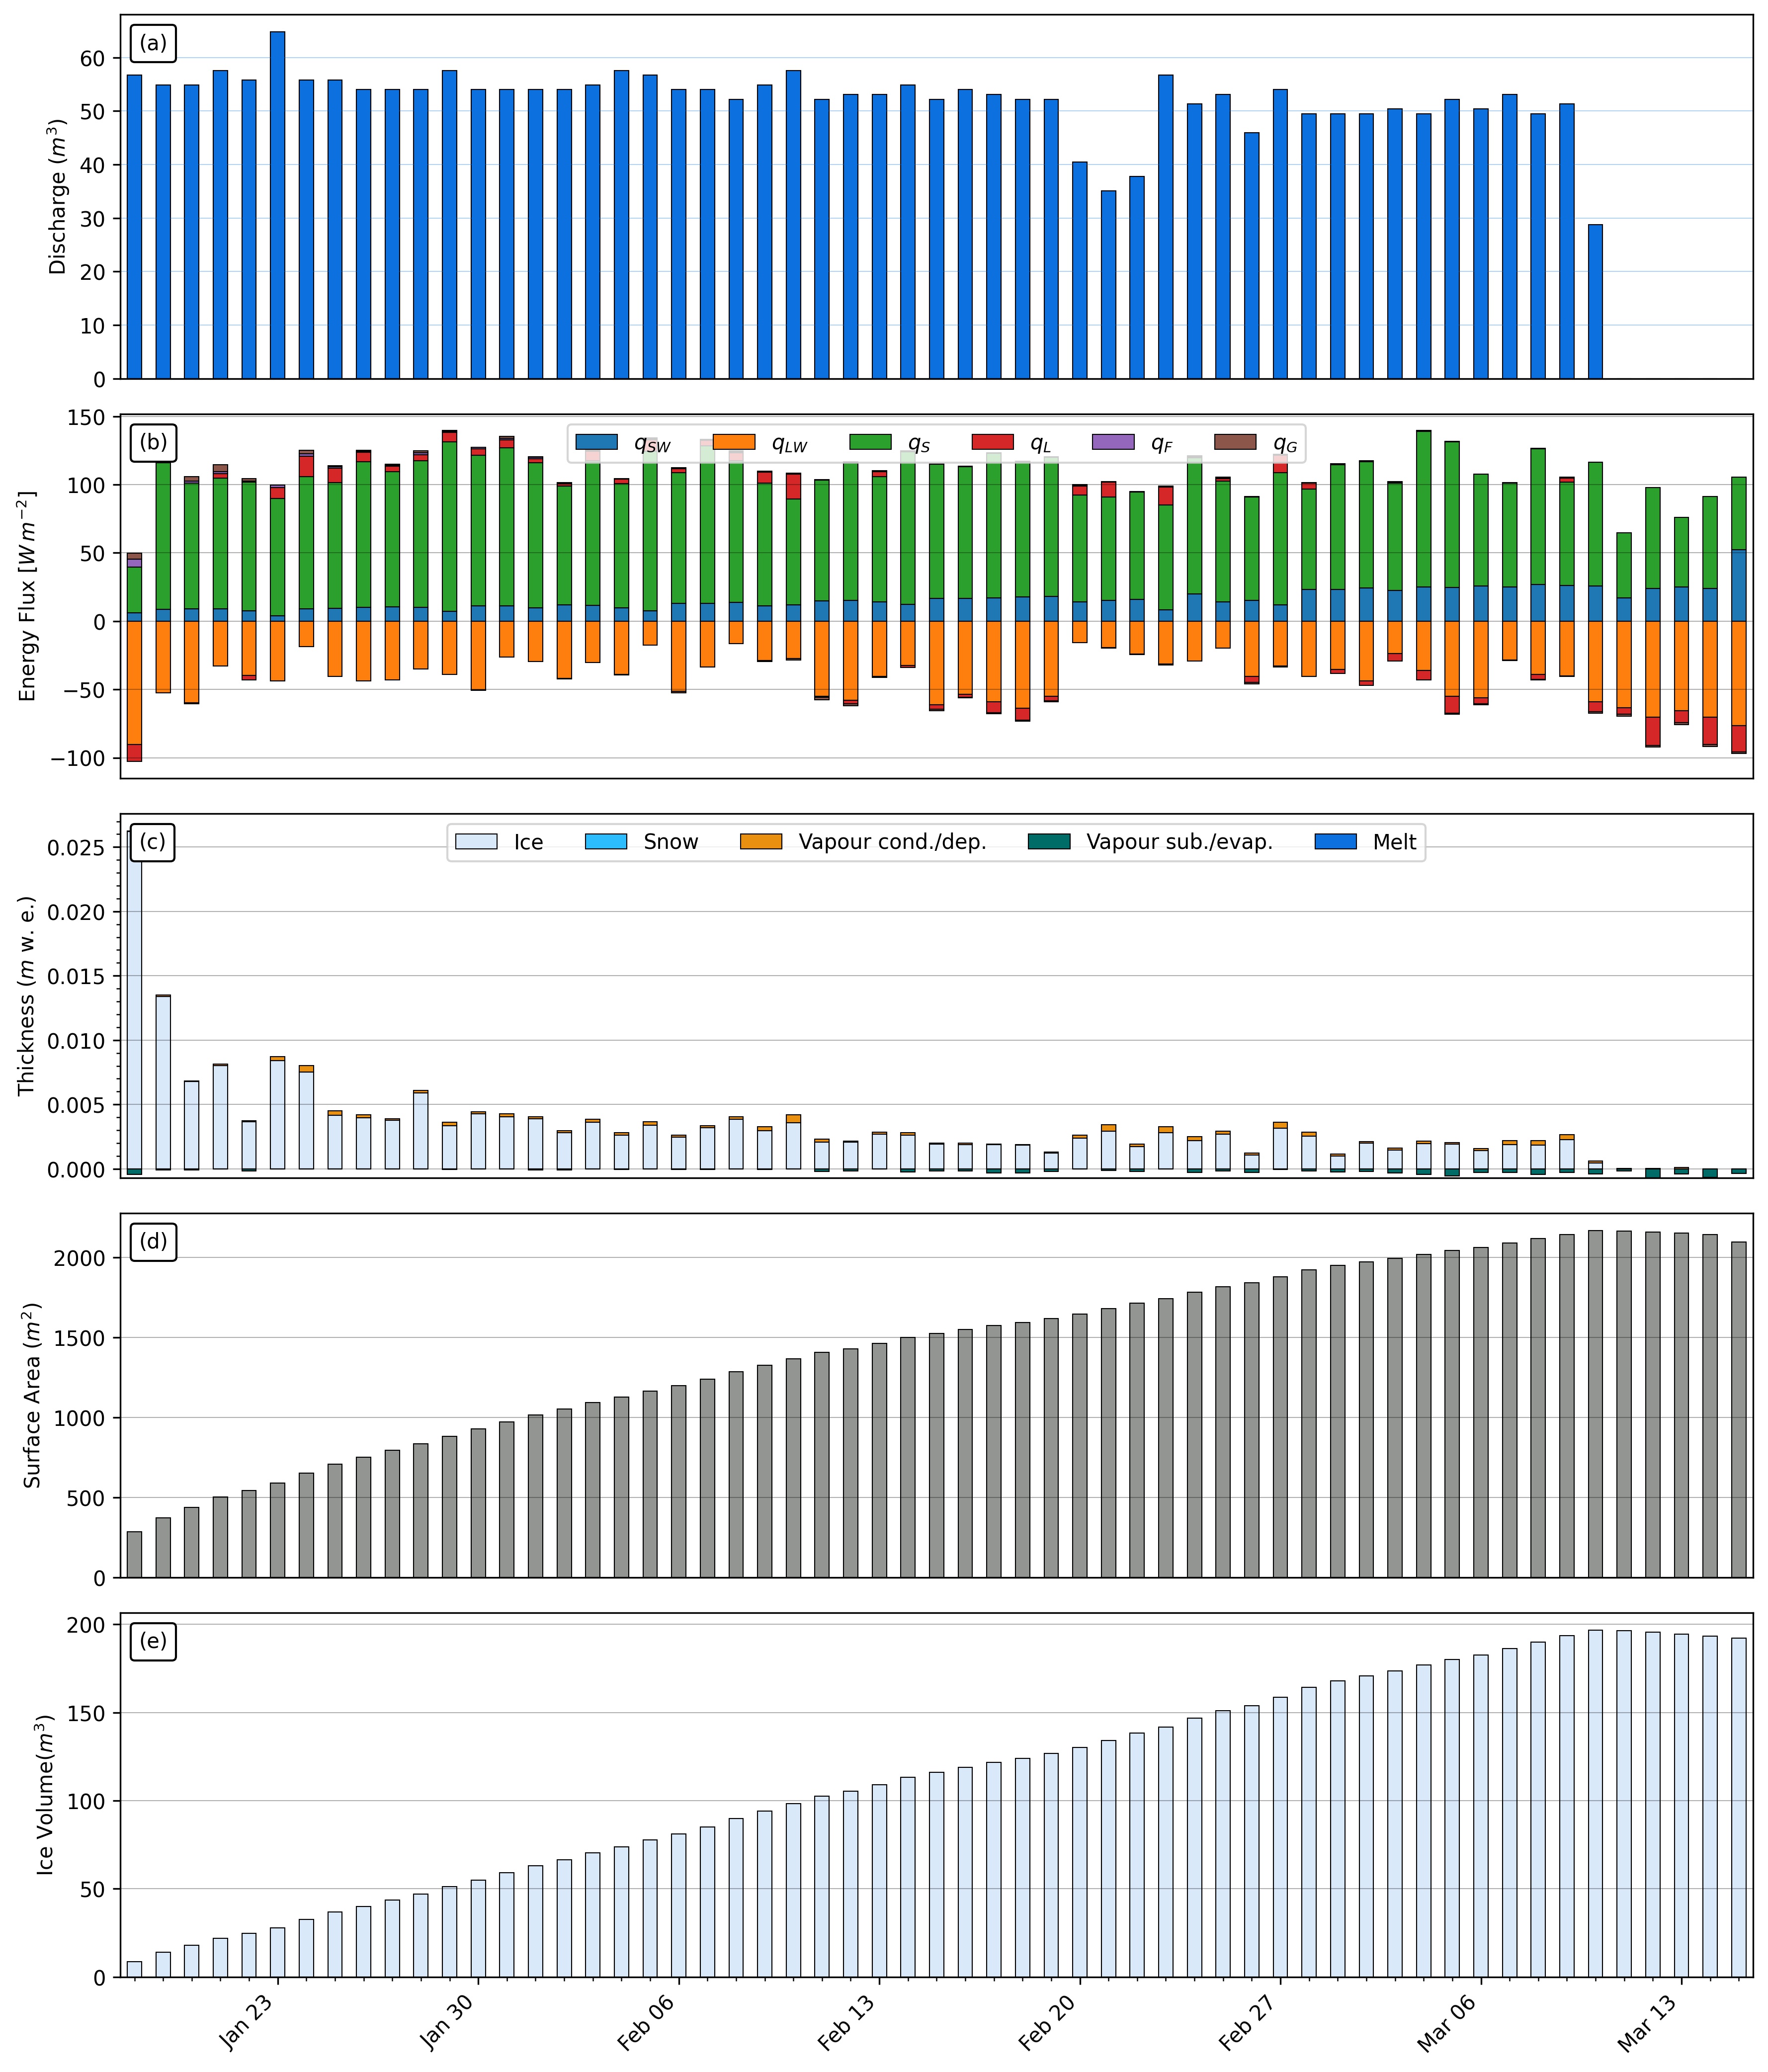 (a)
Discharge (m³)
60
50
40
30
20
10
0
(b)
q_SW q_LW q_S q_L q_F q_G
Energy Flux [W m⁻²]
150
100
50
0
−50
−100
(c)
Ice Snow Vapour cond./dep. Vapour sub./evap. Melt
Thickness (m w. e.)
0.025
0.020
0.015
0.010
0.005
0.000
(d)
Surface Area (m²)
2000
1500
1000
500
0
(e)
Ice Volume(m³)
200
150
100
50
0
Jan 23 Jan 30 Feb 06 Feb 13 Feb 20 Feb 27 Mar 06 Mar 13